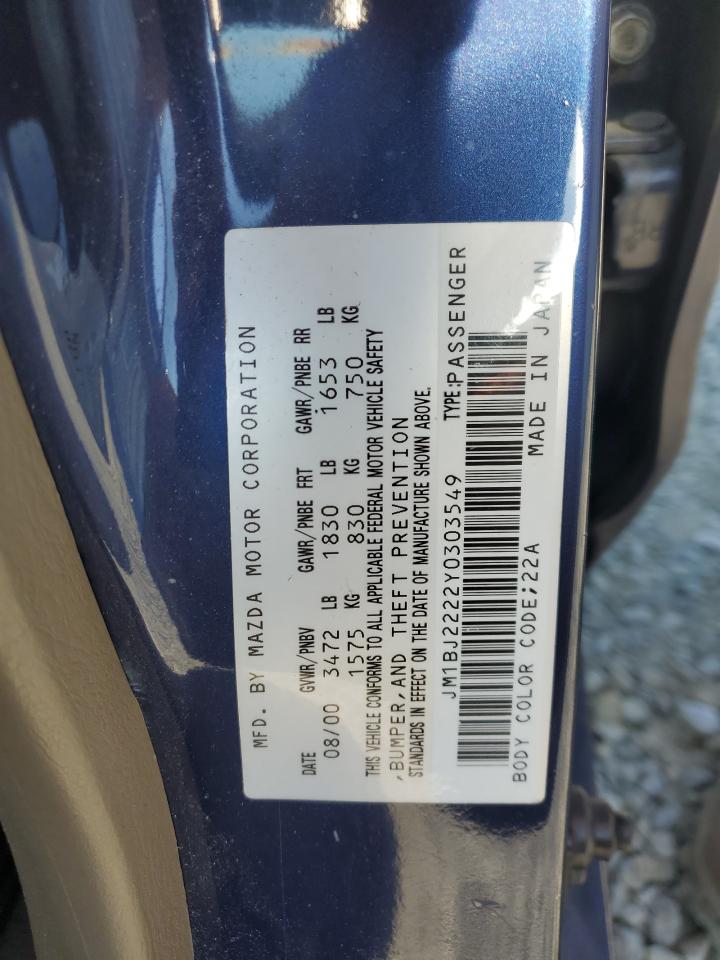 MFD. BY MAZDA MOTOR CORPORATION
DATE GVWR/PNBV GAWR/PNBE FRT GAWR/PNBE RR
08/00 3472 LB 1830 LB 1653 LB
1575 KG 830 KG 750 KG
THIS VEHICLE CONFORMS TO ALL APPLICABLE FEDERAL MOTOR VEHICLE SAFETY
,BUMPER,AND THEFT PREVENTION
STANDARDS IN EFFECT ON THE DATE OF MANUFACTURE SHOWN ABOVE.
JM1BJ2222Y0303549 TYPE:PASSENGER
BODY COLOR CODE;22A MADE IN JAPAN